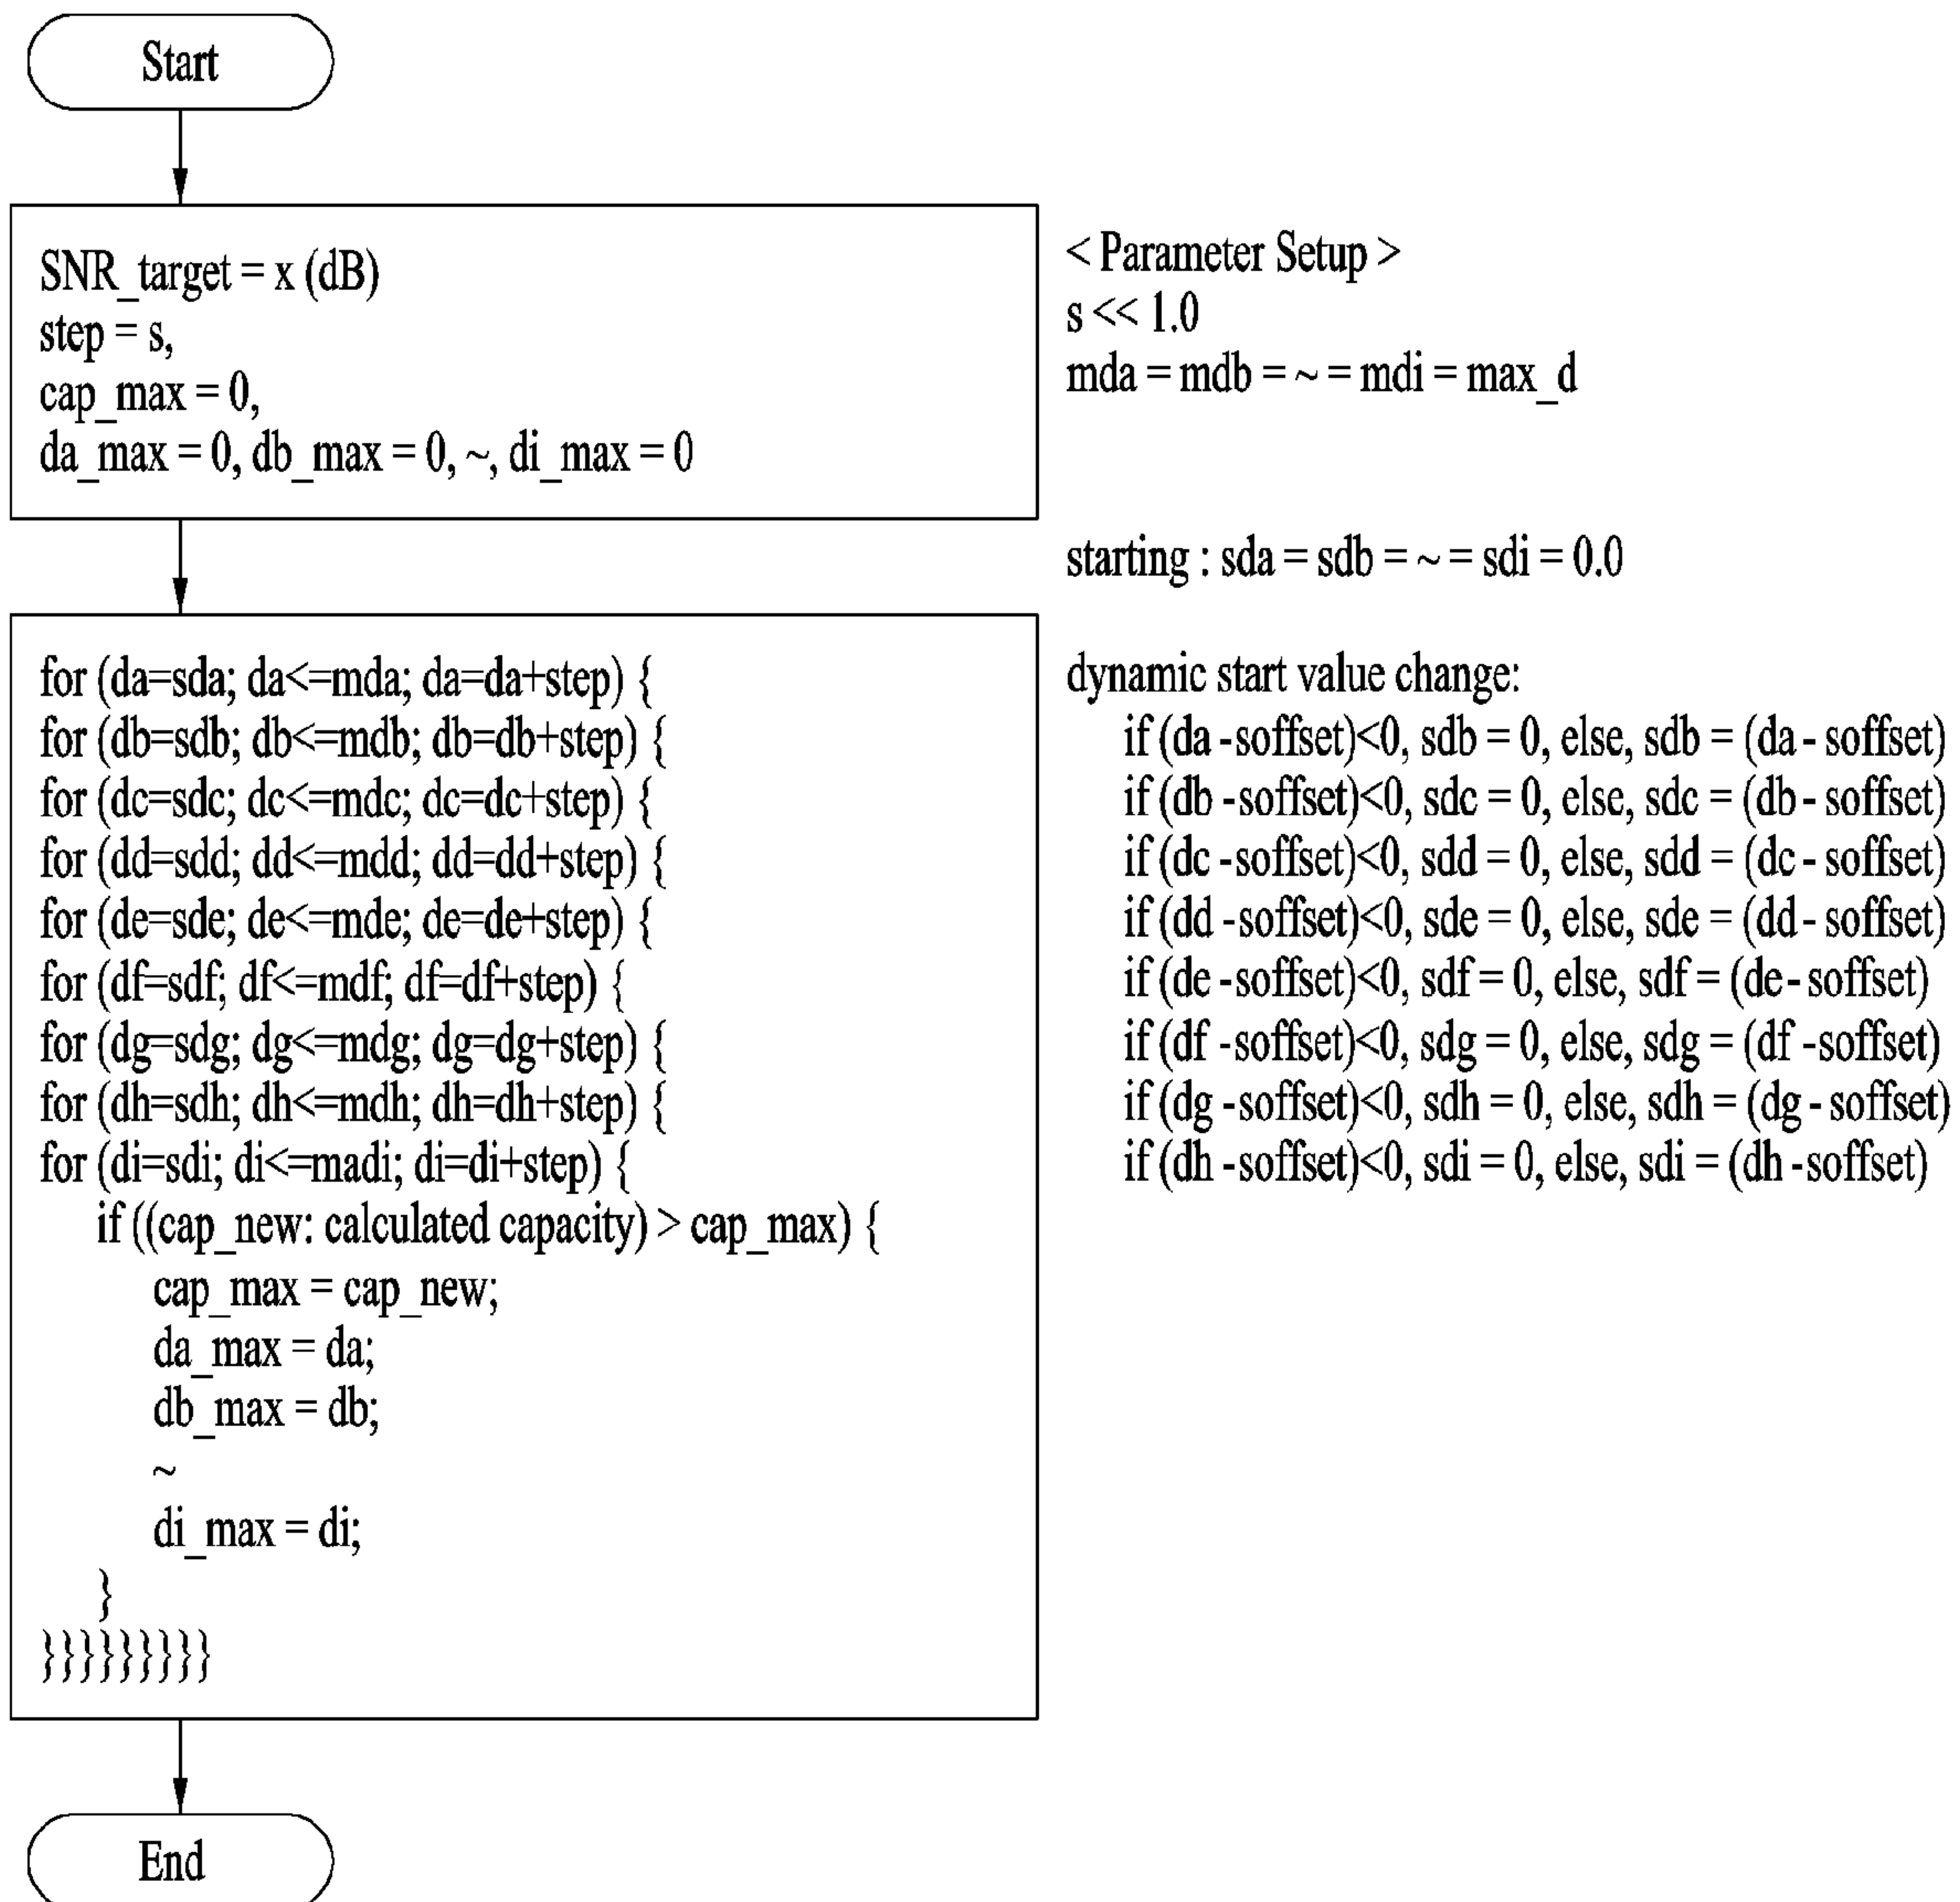 Start
SNR_target = x (dB)
step = s,
cap_max = 0,
da_max = 0, db_max = 0, ~, di_max = 0
< Parameter Setup >
s << 1.0
mda = mdb = ~ = mdi = max_d
starting : sda = sdb = ~ = sdi = 0.0
for (da=sda; da<=mda; da=da+step) {
for (db=sdb; db<=mdb; db=db+step) {
for (dc=sdc; dc<=mdc; dc=dc+step) {
for (dd=sdd; dd<=mdd; dd=dd+step) {
for (de=sde; de<=mde; de=de+step) {
for (df=sdf; df<=mdf; df=df+step) {
for (dg=sdg; dg<=mdg; dg=dg+step) {
for (dh=sdh; dh<=mdh; dh=dh+step) {
for (di=sdi; di<=madi; di=di+step) {
if ((cap_new: calculated capacity) > cap_max) {
cap_max = cap_new;
da_max = da;
db_max = db;
~
di_max = di;
}
}}}}}}}}}
dynamic start value change:
if (da -soffset)<0, sdb = 0, else, sdb = (da - soffset)
if (db -soffset)<0, sdc = 0, else, sdc = (db - soffset)
if (dc -soffset)<0, sdd = 0, else, sdd = (dc - soffset)
if (dd -soffset)<0, sde = 0, else, sde = (dd - soffset)
if (de -soffset)<0, sdf = 0, else, sdf = (de- soffset)
if (df -soffset)<0, sdg = 0, else, sdg = (df -soffset)
if (dg -soffset)<0, sdh = 0, else, sdh = (dg - soffset)
if (dh -soffset)<0, sdi = 0, else, sdi = (dh -soffset)
End